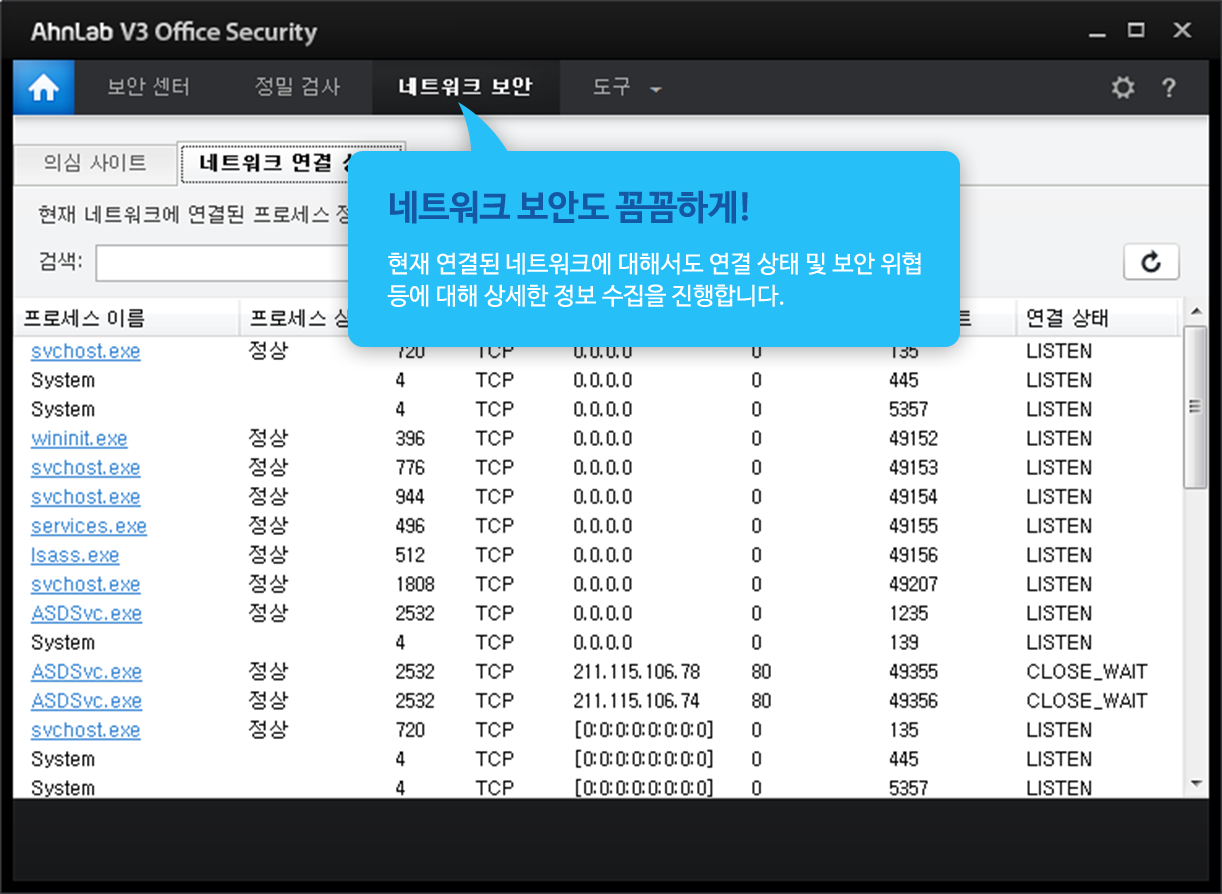 AhnLab V3 Office Security
보안 센터 정밀 검사 네트워크 보안 도구 ?
의심 사이트 네트워크 연결
네트워크 보안도 꼼꼼하게!
현재 연결된 네트워크에 대해서도 연결 상태 및 보안 위협
등에 대해 상세한 정보 수집을 진행합니다.
현재 네트워크에 연결된 프로세스
검색:
프로세스 이름 프로세스 연결 상태
svchost.exe 정상 720 TCP 0.0.0.0 0 135 LISTEN
System 4 TCP 0.0.0.0 0 445 LISTEN
System 4 TCP 0.0.0.0 0 5357 LISTEN
wininit.exe 정상 396 TCP 0.0.0.0 0 49152 LISTEN
svchost.exe 정상 776 TCP 0.0.0.0 0 49153 LISTEN
svchost.exe 정상 944 TCP 0.0.0.0 0 49154 LISTEN
services.exe 정상 496 TCP 0.0.0.0 0 49155 LISTEN
lsass.exe 정상 512 TCP 0.0.0.0 0 49156 LISTEN
svchost.exe 정상 1808 TCP 0.0.0.0 0 49207 LISTEN
ASDSvc.exe 정상 2532 TCP 0.0.0.0 0 1235 LISTEN
System 4 TCP 0.0.0.0 0 139 LISTEN
ASDSvc.exe 정상 2532 TCP 211.115.106.78 80 49355 CLOSE_WAIT
ASDSvc.exe 정상 2532 TCP 211.115.106.74 80 49356 CLOSE_WAIT
svchost.exe 정상 720 TCP [0:0:0:0:0:0:0:0] 0 135 LISTEN
System 4 TCP [0:0:0:0:0:0:0:0] 0 445 LISTEN
System 4 TCP [0:0:0:0:0:0:0:0] 0 5357 LISTEN